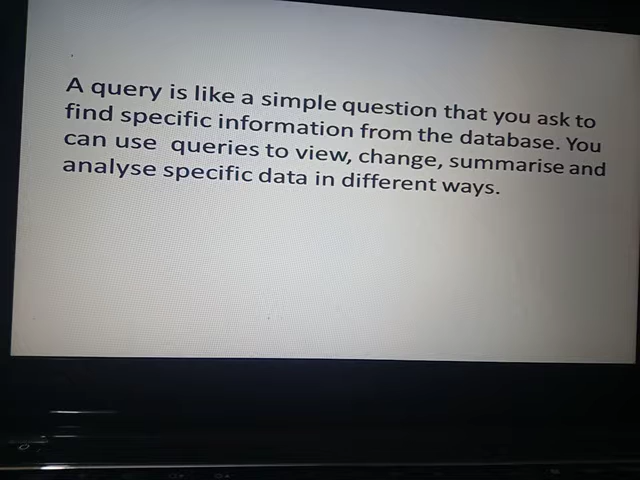 A query is like a simple question that you ask to
find specific information from the database. You
can use queries to view, change, summarise and
analyse specific data in different ways.